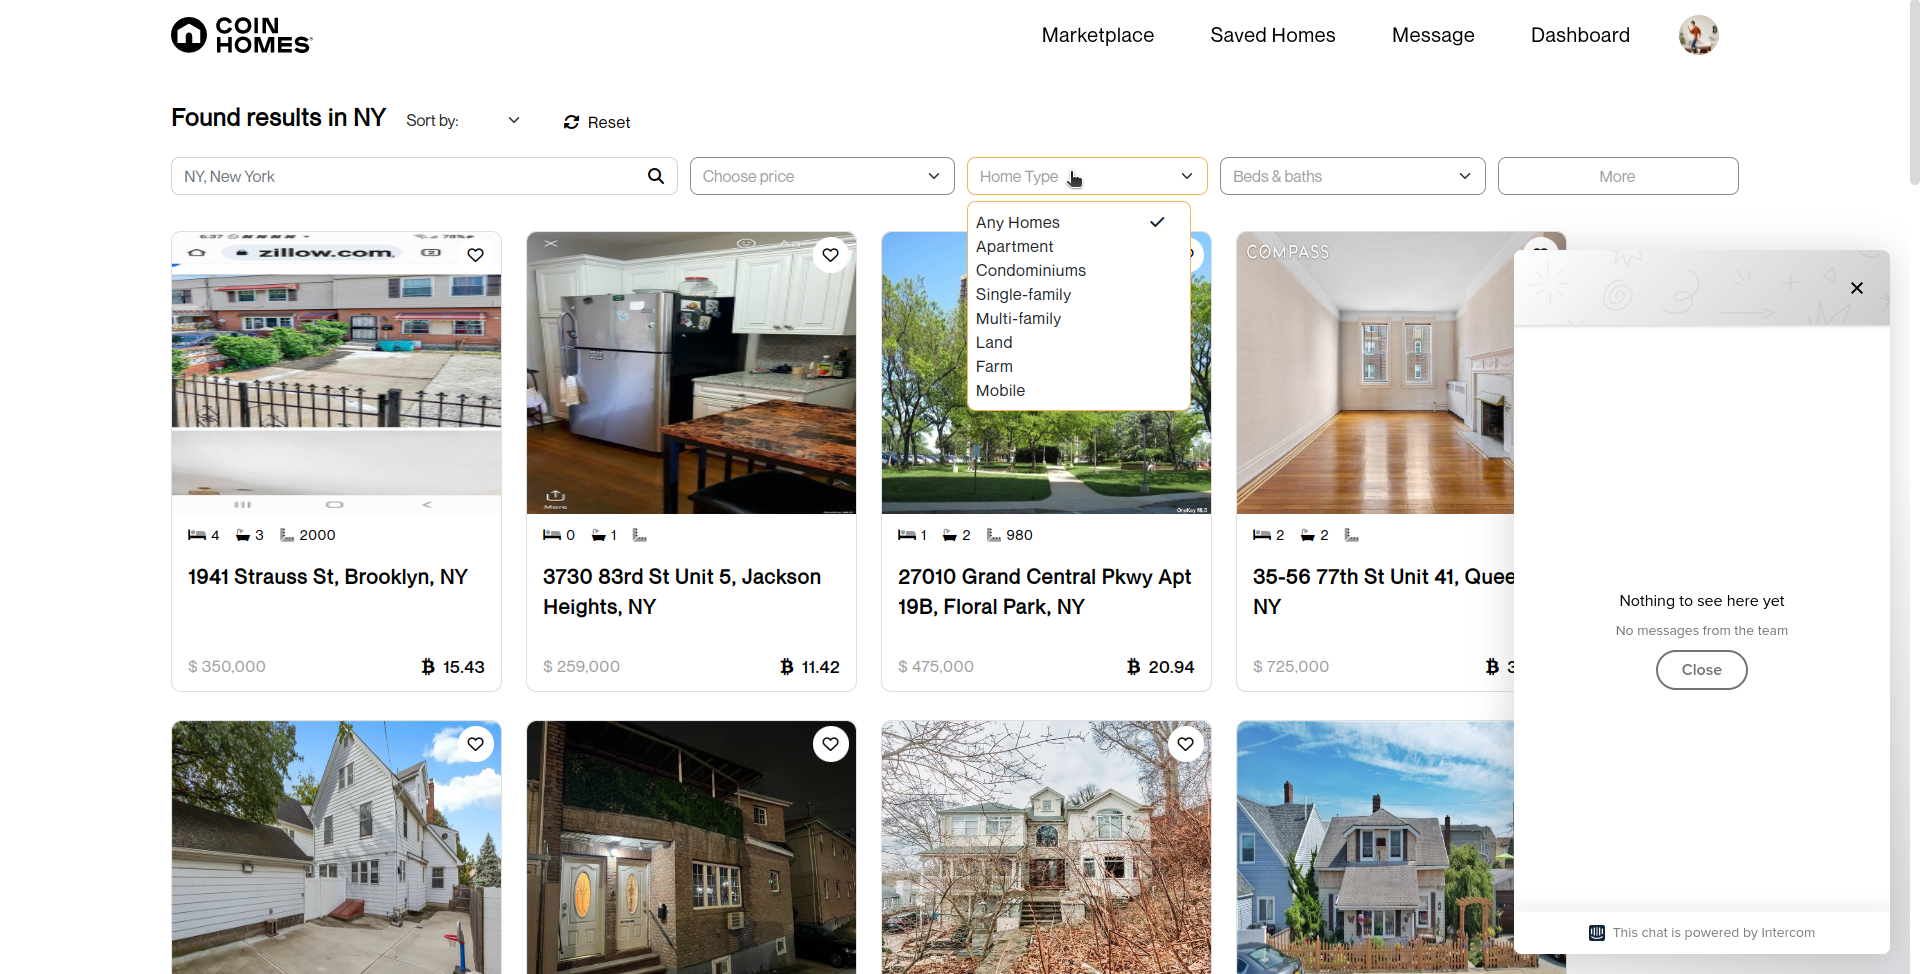 COIN
HOMES
Marketplace
Saved Homes
Message
Dashboard
Found results in NY
Sort by:
Reset
NY, New York
Choose price
Home Type
Beds & baths
More
Any Homes
Apartment
Condominiums
Single-family
Multi-family
Land
Farm
Mobile
zillow.com
More
OneKey MLS
COMPASS
4 3 2000
1941 Strauss St, Brooklyn, NY
$ 350,000
15.43
0 1
3730 83rd St Unit 5, Jackson
Heights, NY
$ 259,000
11.42
1 2 980
27010 Grand Central Pkwy Apt
19B, Floral Park, NY
$ 475,000
20.94
2 2
35-56 77th St Unit 41, Quee
NY
$ 725,000
3
Nothing to see here yet
No messages from the team
Close
This chat is powered by Intercom